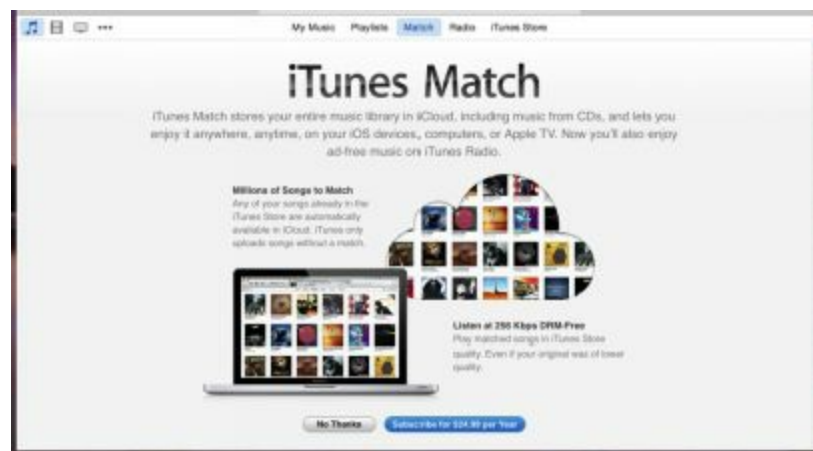 My Music Playlists Match Radio iTunes Store
iTunes Match
iTunes Match stores your entire music library in iCloud, including music from CDs, and lets you
enjoy it anywhere, anytime, on your iOS devices, computers, or Apple TV. Now you'll also enjoy
ad-free music on iTunes Radio.
Millions of Songs to Match
Any of your songs already in the
iTunes Store are automatically
available in iCloud. iTunes only
uploads songs without a match.
Listen at 256 Kbps DRM-Free
Play matched songs in iTunes Store
quality. Even if your original was of lower
quality.
No Thanks Subscribe for $24.99 per Year